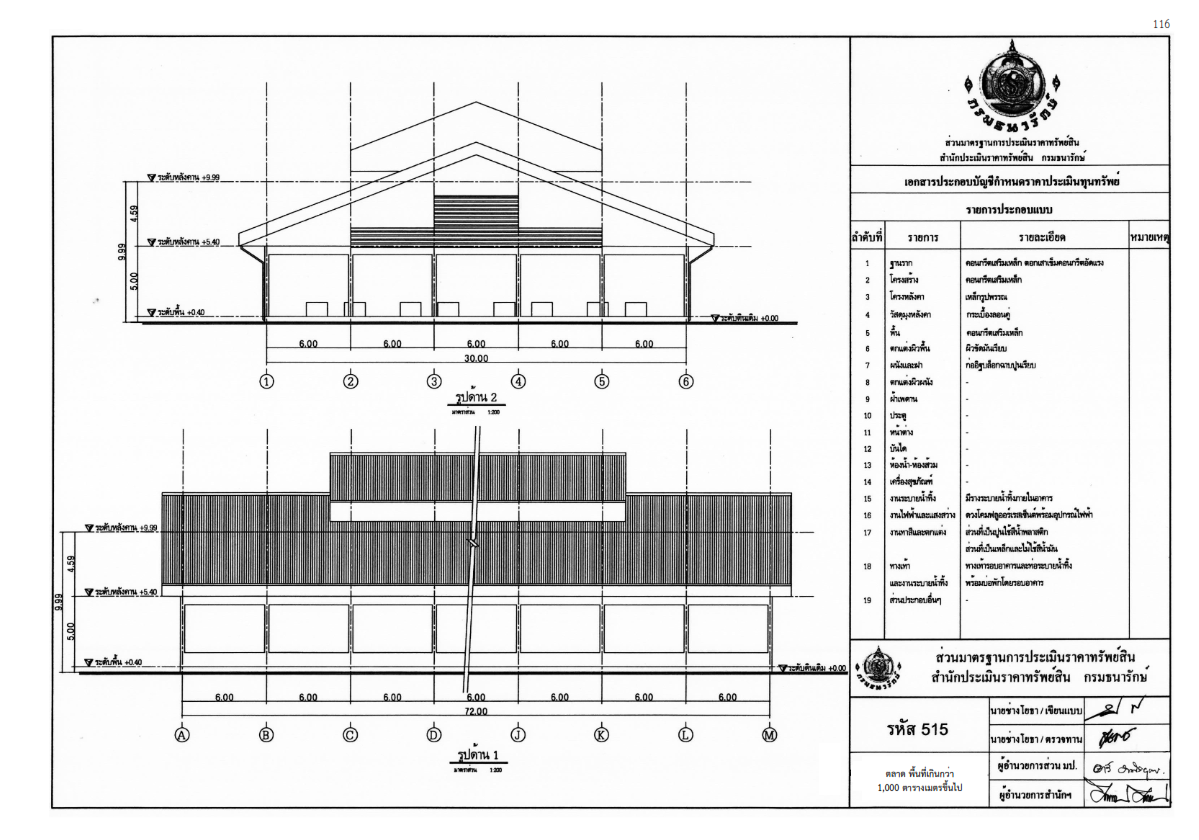 116
ระดับหลังคาน +9.99
4.59
9.99
ระดับหลังคาน +5.40
5.00
ระดับพื้น +0.40
ระดับดินเดิม +0.00
6.00 6.00 6.00 6.00 6.00
30.00
1 2 3 4 5 6
รูปด้าน 2
มาตราส่วน 1:200
ระดับหลังคาน +9.99
4.59
9.99
ระดับหลังคาน +5.40
5.00
ระดับพื้น +0.40
ระดับดินเดิม +0.00
6.00 6.00 6.00 6.00 6.00 6.00 6.00
72.00
A B C D J K L M
รูปด้าน 1
มาตราส่วน 1:200
กรมธนารักษ์
ส่วนมาตรฐานการประเมินราคาทรัพย์สิน
สำนักประเมินราคาทรัพย์สิน กรมธนารักษ์
เอกสารประกอบบัญชีกำหนดราคาประเมินทุนทรัพย์
รายการประกอบแบบ
ลำดับที่ รายการ รายละเอียด หมายเหตุ
1 ฐานราก คอนกรีตเสริมเหล็ก ตอกเสาเข็มคอนกรีตอัดแรง
2 โครงสร้าง คอนกรีตเสริมเหล็ก
3 โครงหลังคา เหล็กรูปพรรณ
4 วัสดุมุงหลังคา กระเบื้องลอนคู่
5 พื้น คอนกรีตเสริมเหล็ก
6 ตกแต่งผิวพื้น ผิวขัดมันเรียบ
7 ผนังและฝา ก่ออิฐบล็อกฉาบปูนเรียบ
8 ตกแต่งผิวผนัง -
9 ฝ้าเพดาน -
10 ประตู -
11 หน้าต่าง -
12 บันได -
13 ห้องน้ำ-ห้องส้วม -
14 เครื่องสุขภัณฑ์ -
15 งานระบายน้ำทิ้ง มีรางระบายน้ำทิ้งภายในอาคาร
16 งานไฟฟ้าและแสงสว่าง ดวงโคมฟลูออร์เรสเซ็นต์พร้อมอุปกรณ์ไฟฟ้า
17 งานทาสีและตกแต่ง ส่วนที่เป็นปูนใช้สีน้ำพลาสติก
ส่วนที่เป็นเหล็กและไม้ใช้สีน้ำมัน
18 ทางเท้า ทางเท้ารอบอาคารและท่อระบายน้ำทิ้ง
และงานระบายน้ำทิ้ง พร้อมบ่อพักโดยรอบอาคาร
19 ส่วนประกอบอื่นๆ -
กรมธนารักษ์
ส่วนมาตรฐานการประเมินราคาทรัพย์สิน
สำนักประเมินราคาทรัพย์สิน กรมธนารักษ์
รหัส 515
นายช่างโยธา / เขียนแบบ
นายช่างโยธา / ตรวจทาน
ตลาด พื้นที่เกินกว่า
1,000 ตารางเมตรขึ้นไป
ผู้อำนวยการส่วน มป.
ผู้อำนวยการสำนักฯ